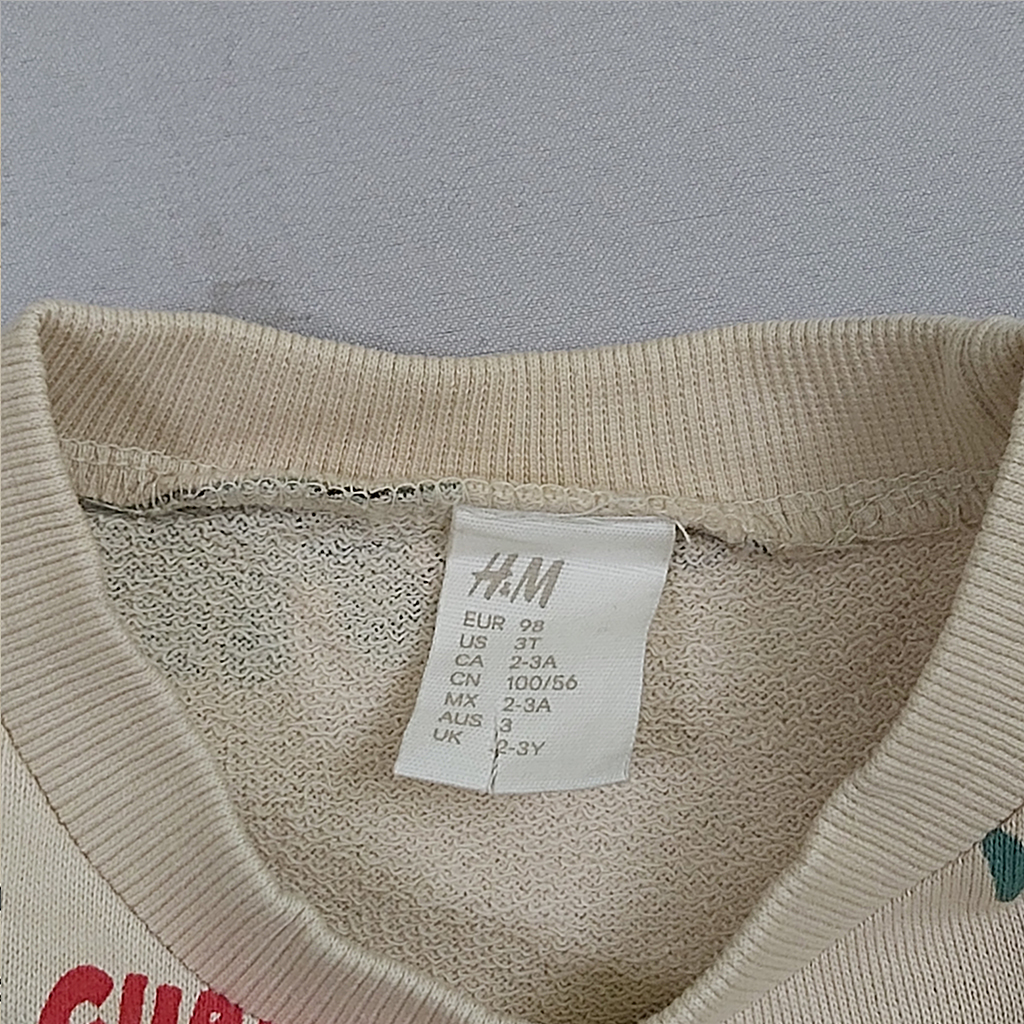 H&M
EUR 98
US 3T
CA 2-3A
CN 100/56
MX 2-3A
AUS 3
UK 2-3Y